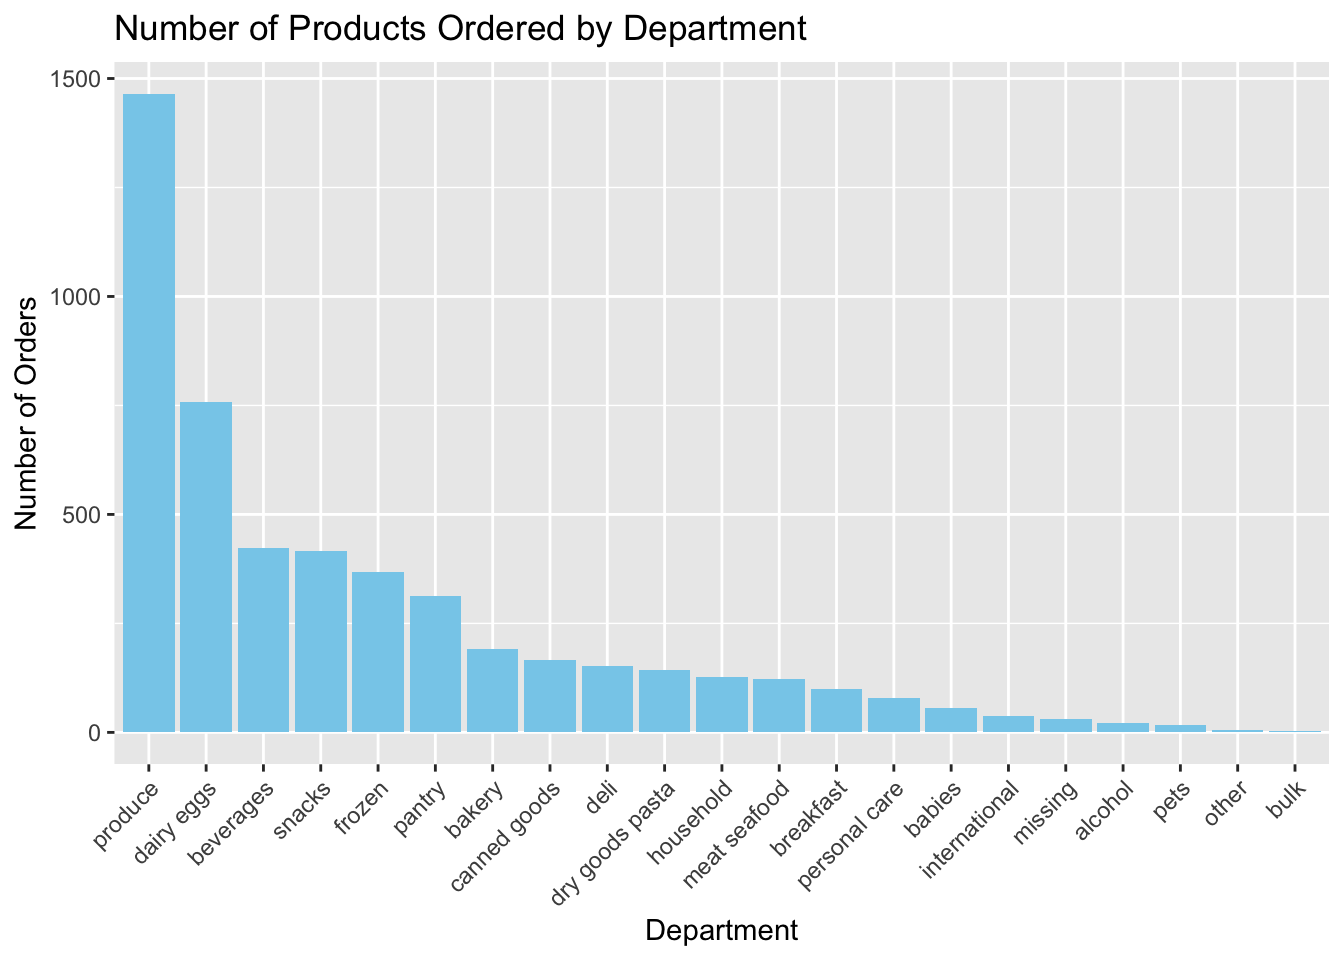 Number of Products Ordered by Department
Number of Orders
1500
1000
500
0
produce
dairy eggs
beverages
snacks
frozen
pantry
bakery
canned goods
deli
dry goods pasta
household
meat seafood
breakfast
personal care
babies
international
missing
alcohol
pets
other
bulk
Department